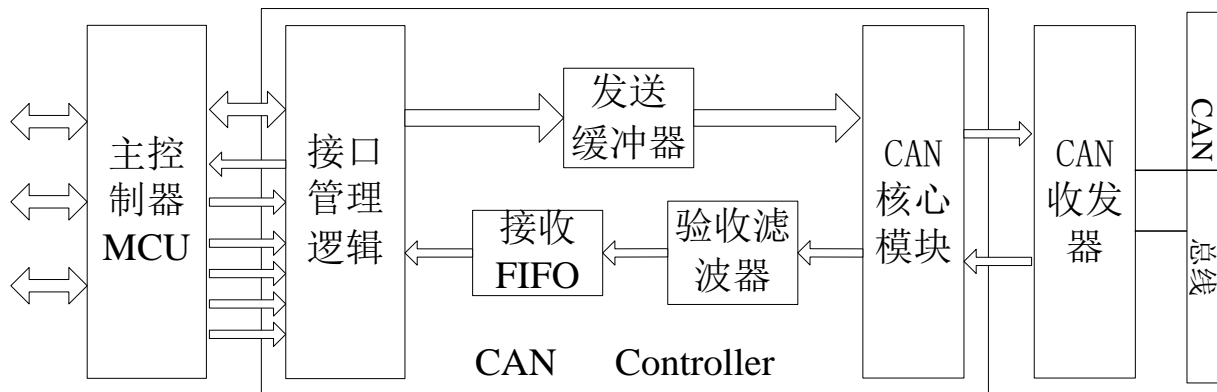 主控
制器
MCU
接口
管理
逻辑
发送
缓冲器
接收
FIFO
验收滤
波器
CAN
核心
模块
CAN
收发
器
CAN
总线
CAN Controller